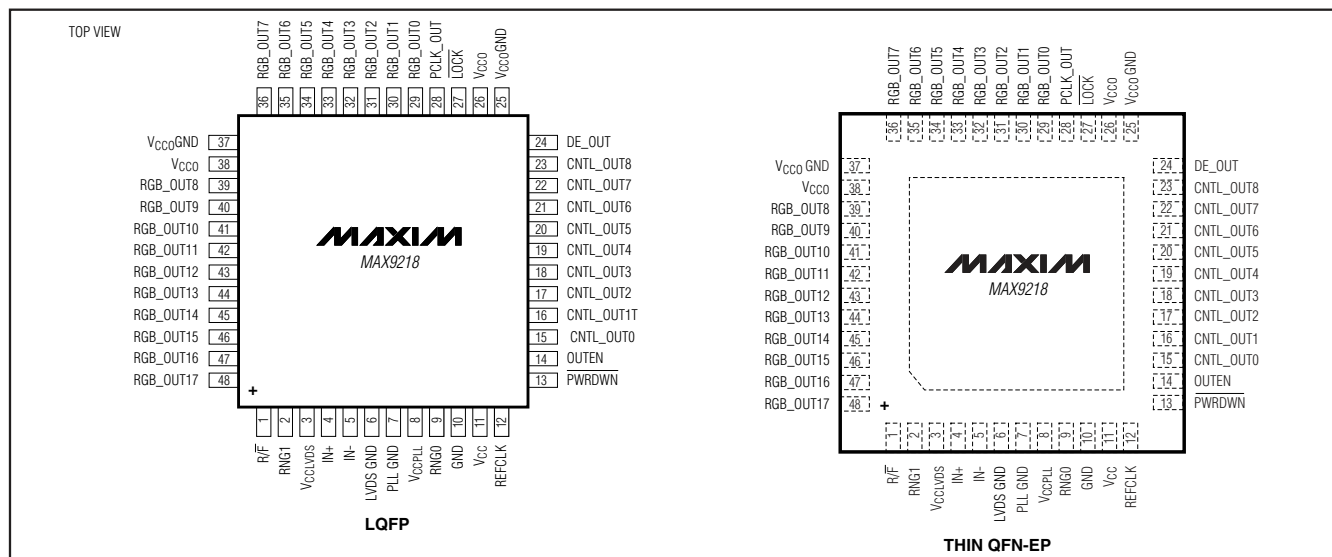 TOP VIEW
RGB_OUT7
RGB_OUT6
RGB_OUT5
RGB_OUT4
RGB_OUT3
RGB_OUT2
RGB_OUT1
RGB_OUT0
PCLK_OUT
LOCK
VCCO
VCCOGND
36 35 34 33 32 31 30 29 28 27 26 25
VCCOGND 37
VCCO 38
RGB_OUT8 39
RGB_OUT9 40
RGB_OUT10 41
RGB_OUT11 42
RGB_OUT12 43
RGB_OUT13 44
RGB_OUT14 45
RGB_OUT15 46
RGB_OUT16 47
RGB_OUT17 48
MAXIM
MAX9218
+
24 DE_OUT
23 CNTL_OUT8
22 CNTL_OUT7
21 CNTL_OUT6
20 CNTL_OUT5
19 CNTL_OUT4
18 CNTL_OUT3
17 CNTL_OUT2
16 CNTL_OUT1T
15 CNTL_OUT0
14 OUTEN
13 PWRDWN
1 2 3 4 5 6 7 8 9 10 11 12
R/F
RNG1
VCCLVDS
IN+
IN-
LVDS GND
PLL GND
VCCPLL
RNG0
GND
VCC
REFCLK
LQFP
RGB_OUT7
RGB_OUT6
RGB_OUT5
RGB_OUT4
RGB_OUT3
RGB_OUT2
RGB_OUT1
RGB_OUT0
PCLK_OUT
LOCK
VCCO
VCCO GND
36 35 34 33 32 31 30 29 28 27 26 25
VCCO GND 37
VCCO 38
RGB_OUT8 39
RGB_OUT9 40
RGB_OUT10 41
RGB_OUT11 42
RGB_OUT12 43
RGB_OUT13 44
RGB_OUT14 45
RGB_OUT15 46
RGB_OUT16 47
RGB_OUT17 48
MAXIM
MAX9218
+
24 DE_OUT
23 CNTL_OUT8
22 CNTL_OUT7
21 CNTL_OUT6
20 CNTL_OUT5
19 CNTL_OUT4
18 CNTL_OUT3
17 CNTL_OUT2
16 CNTL_OUT1
15 CNTL_OUT0
14 OUTEN
13 PWRDWN
1 2 3 4 5 6 7 8 9 10 11 12
R/F
RNG1
VCCLVDS
IN+
IN-
LVDS GND
PLL GND
VCCPLL
RNG0
GND
VCC
REFCLK
THIN QFN-EP